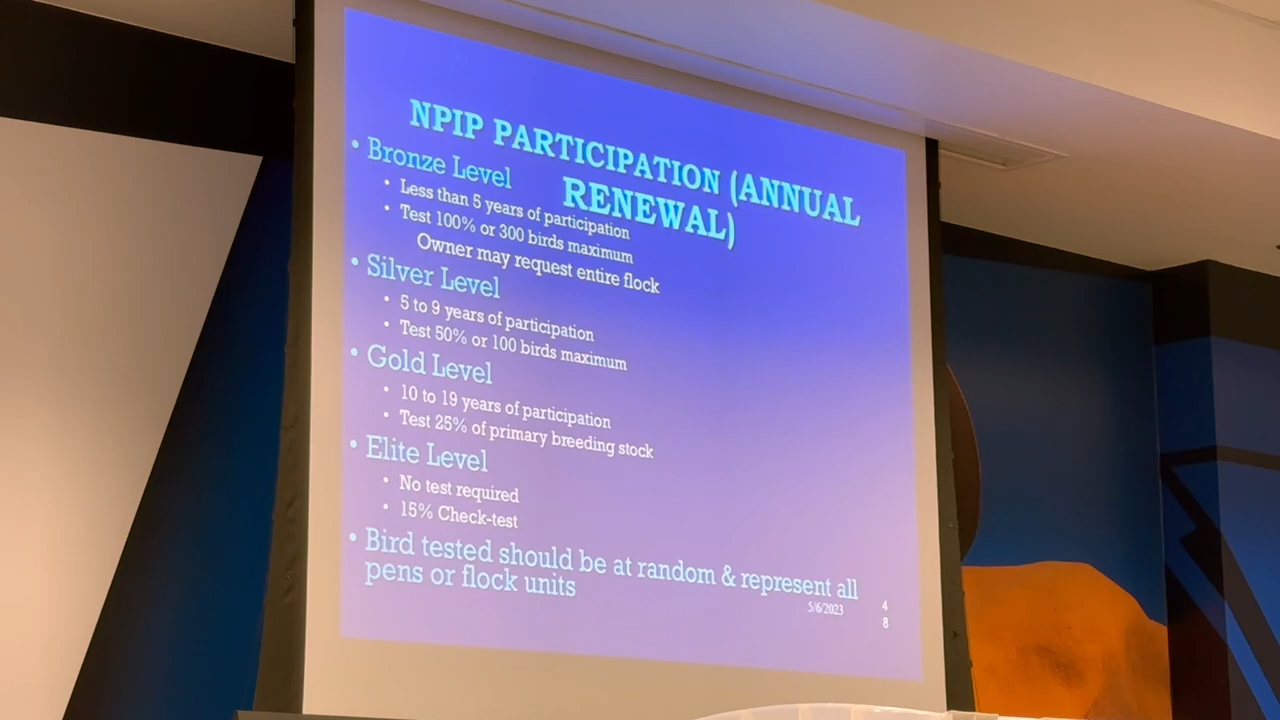 NPIP PARTICIPATION (ANNUAL
RENEWAL)
• Bronze Level
• Less than 5 years of participation
• Test 100% or 300 birds maximum
Owner may request entire flock
• Silver Level
• 5 to 9 years of participation
• Test 50% or 100 birds maximum
• Gold Level
• 10 to 19 years of participation
• Test 25% of primary breeding stock
• Elite Level
• No test required
• 15% Check-test
• Bird tested should be at random & represent all
pens or flock units
5/6/2023
4
8